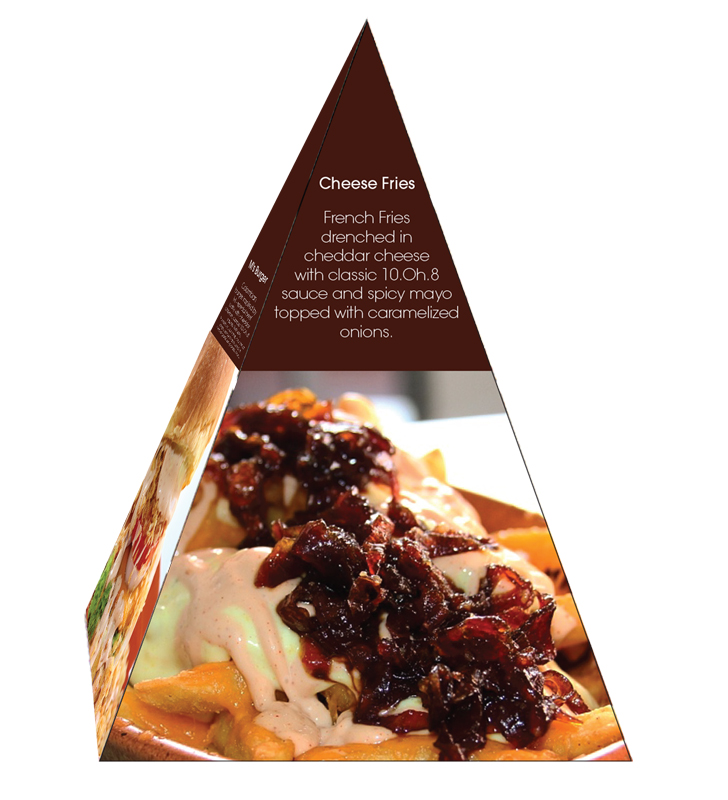 Cheese Fries
French Fries
drenched in
cheddar cheese
with classic 10.Oh.8
sauce and spicy mayo
topped with caramelized
onions.
M's Burger